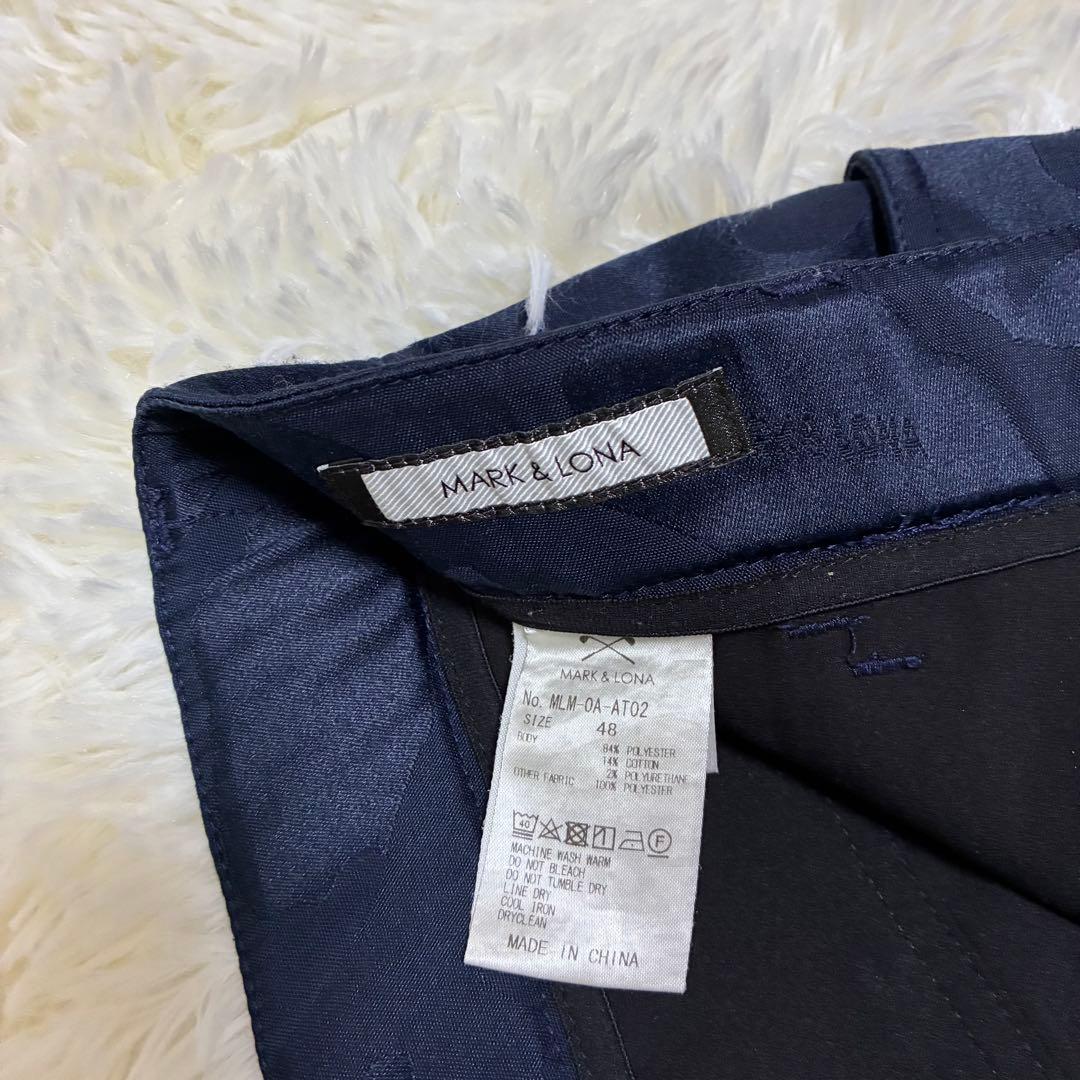 MARK & LONA
MARK & LONA
No. MLM-OA-AT02
SIZE 48
BODY 84% POLYESTER
14% COTTON
2% POLYURETHANE
OTHER FABRIC 100% POLYESTER
40 F
MACHINE WASH WARM
DO NOT BLEACH
DO NOT TUMBLE DRY
LINE DRY
COOL IRON
DRYCLEAN
MADE IN CHINA